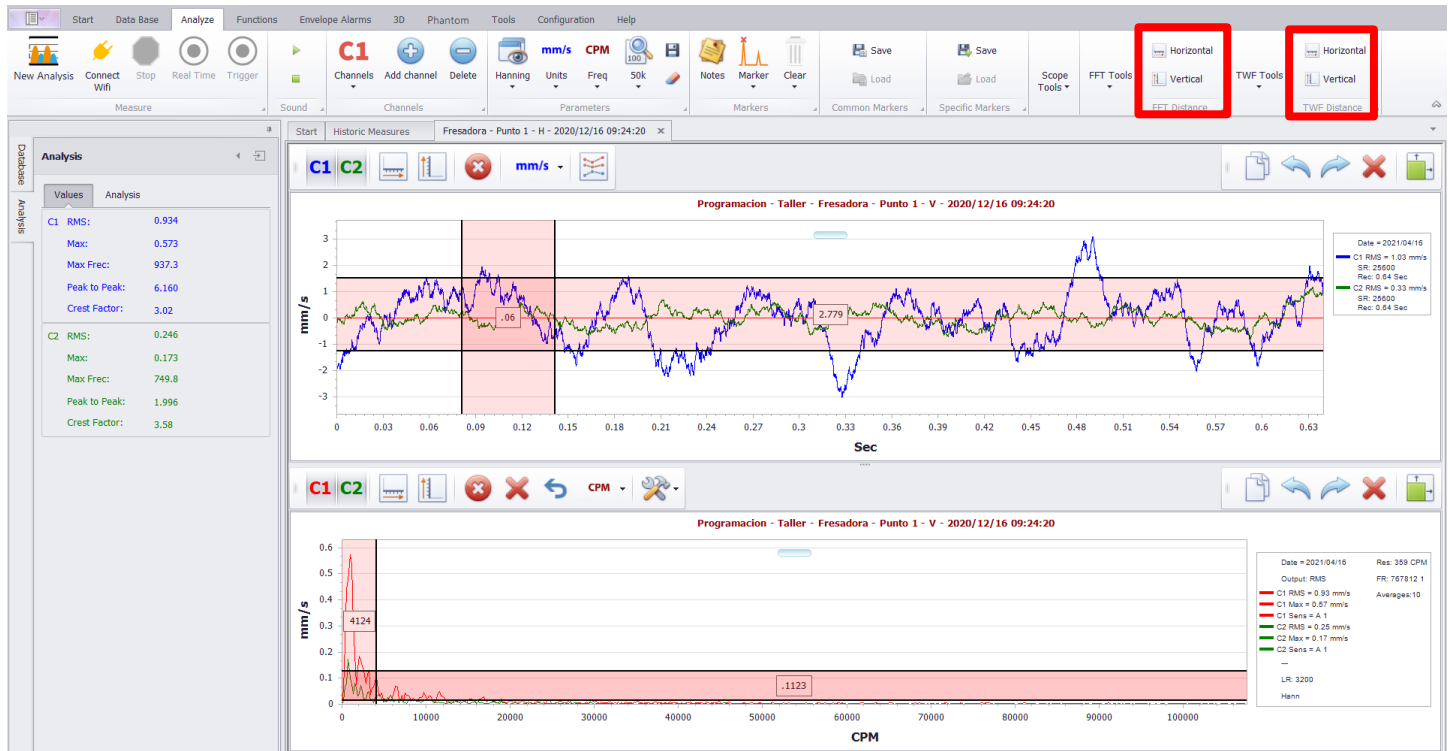 Start Data Base Analyze Functions Envelope Alarms 3D Phantom Tools Configuration Help
New Analysis Connect Wifi Stop Real Time Trigger
Measure
Sound
C1 Channels Add channel Delete
Channels
Hanning mm/s Units CPM Freq 100 50k
Parameters
Notes Marker Clear
Markers
Save
Load
Common Markers
Save
Load
Specific Markers
Scope Tools
FFT Tools
Horizontal
Vertical
FFT Distance
TWF Tools
Horizontal
Vertical
TWF Distance
Database
Analysis
Analysis
Values Analysis
C1 RMS: 0.934
Max: 0.573
Max Frec: 937.3
Peak to Peak: 6.160
Crest Factor: 3.02
C2 RMS: 0.246
Max: 0.173
Max Frec: 749.8
Peak to Peak: 1.996
Crest Factor: 3.58
Start Historic Measures Fresadora - Punto 1 - H - 2020/12/16 09:24:20
C1 C2 mm/s
Programacion - Taller - Fresadora - Punto 1 - V - 2020/12/16 09:24:20
mm/s
3
2
1
0
-1
-2
-3
.06
2.779
0 0.03 0.06 0.09 0.12 0.15 0.18 0.21 0.24 0.27 0.3 0.33 0.36 0.39 0.42 0.45 0.48 0.51 0.54 0.57 0.6 0.63
Sec
Date = 2021/04/16
C1 RMS = 1.03 mm/s
SR: 25600
Rec: 0.64 Sec
C2 RMS = 0.33 mm/s
SR: 25600
Rec: 0.64 Sec
C1 C2 CPM
Programacion - Taller - Fresadora - Punto 1 - V - 2020/12/16 09:24:20
mm/s
0.6
0.5
0.4
0.3
0.2
0.1
0
4124
.1123
0 10000 20000 30000 40000 50000 60000 70000 80000 90000 100000
CPM
Date = 2021/04/16 Res: 359 CPM
Output: RMS FR: 767812 1
C1 RMS = 0.93 mm/s Averages:10
C1 Max = 0.57 mm/s
C1 Sens = A 1
C2 RMS = 0.25 mm/s
C2 Max = 0.17 mm/s
C2 Sens = A 1
---
LR: 3200
Hann